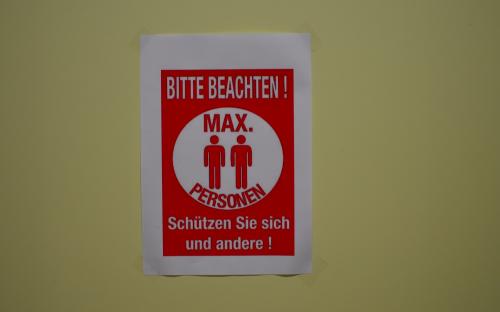 BITTE BEACHTEN !
MAX.
PERSONEN
Schützen Sie sich
und andere !